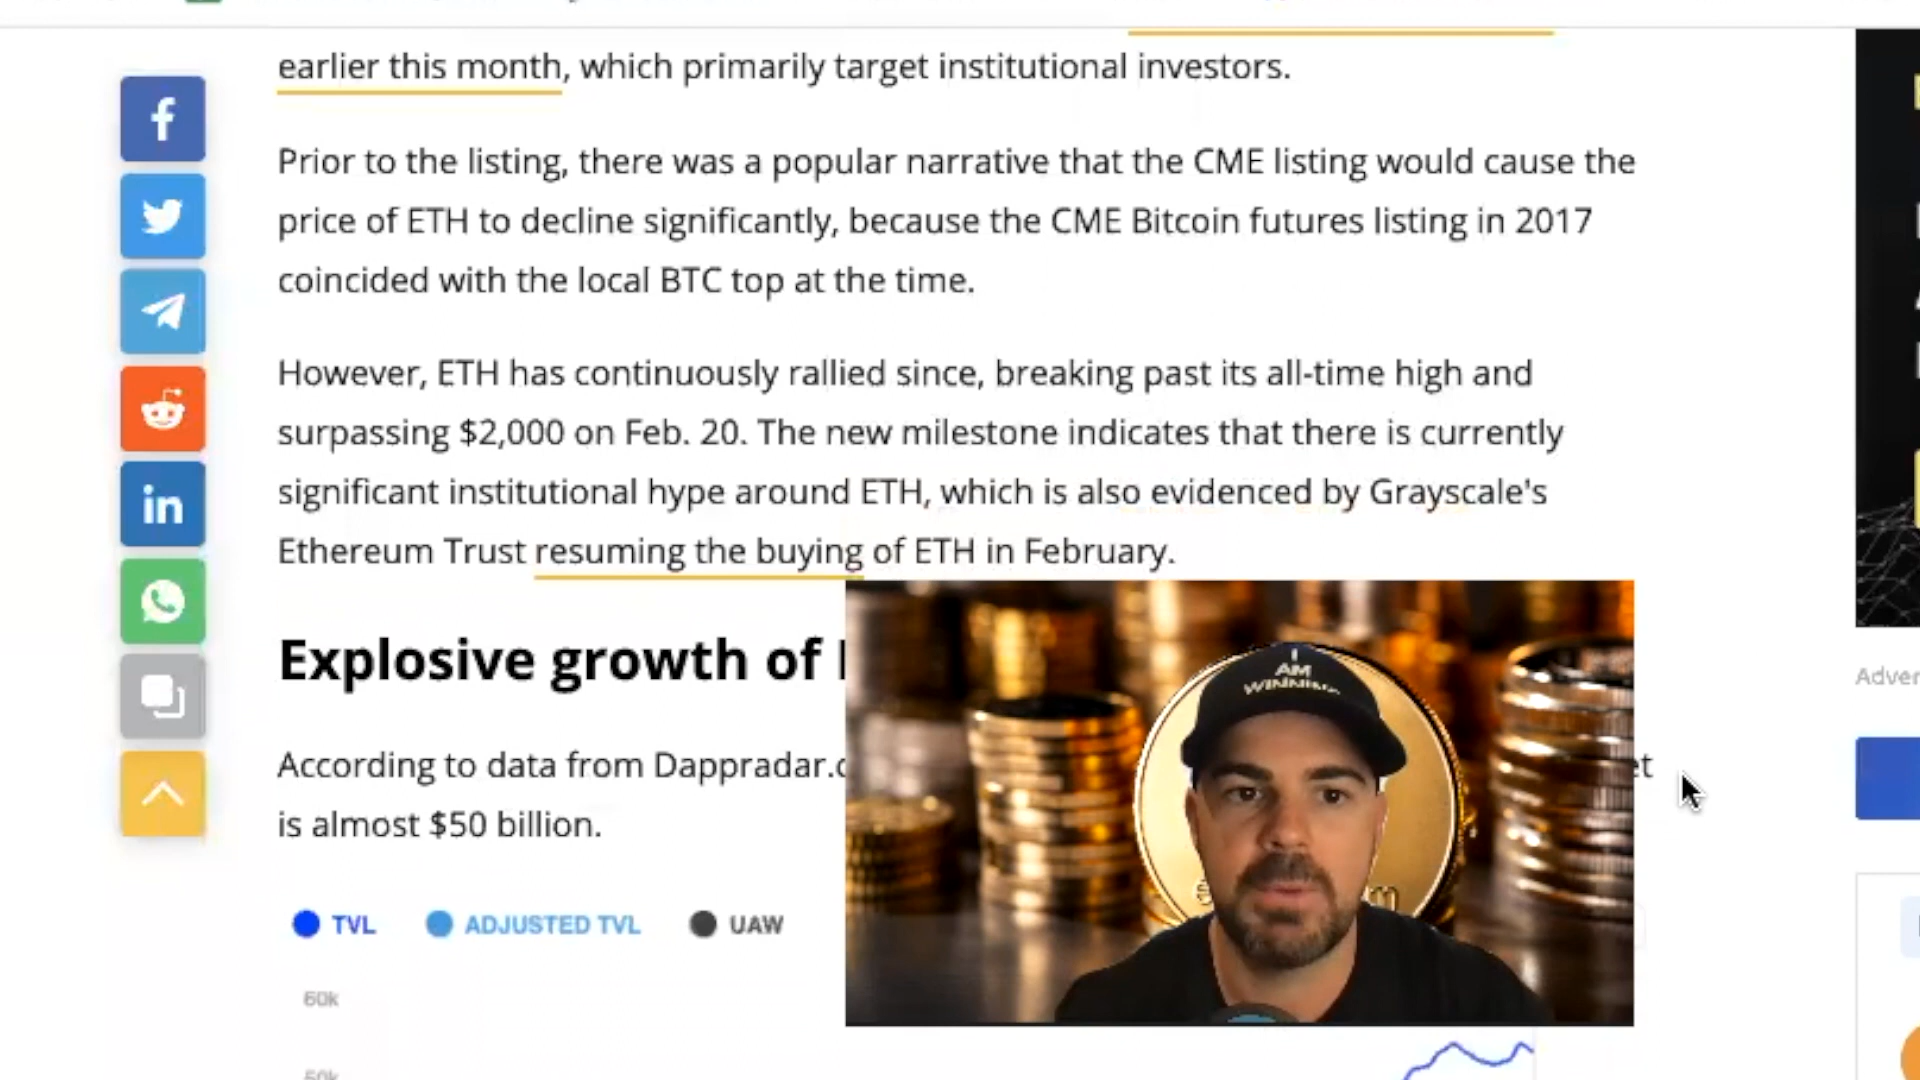 earlier this month, which primarily target institutional investors.
Prior to the listing, there was a popular narrative that the CME listing would cause the
price of ETH to decline significantly, because the CME Bitcoin futures listing in 2017
coincided with the local BTC top at the time.
However, ETH has continuously rallied since, breaking past its all-time high and
surpassing $2,000 on Feb. 20. The new milestone indicates that there is currently
significant institutional hype around ETH, which is also evidenced by Grayscale's
Ethereum Trust resuming the buying of ETH in February.
Explosive growth of
I
AM
WINNING
According to data from
is almost $50 billion.
TVL ADJUSTED TVL UAW
60k
50k